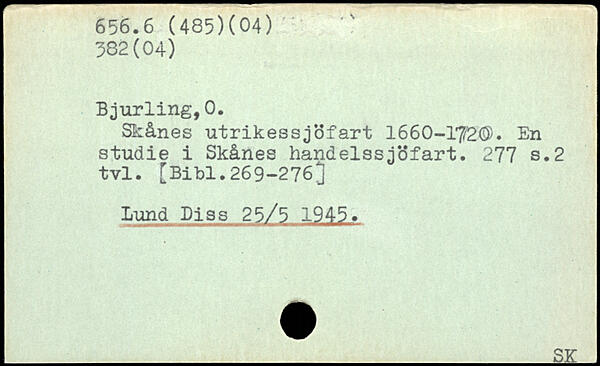 656.6 (485)(04)
382(04)
Bjurling,O.
Skånes utrikessjöfart 1660-1720. En
studie i Skånes handelssjöfart. 277 s.2
tvl. [Bibl.269-276]
Lund Diss 25/5 1945.
SK